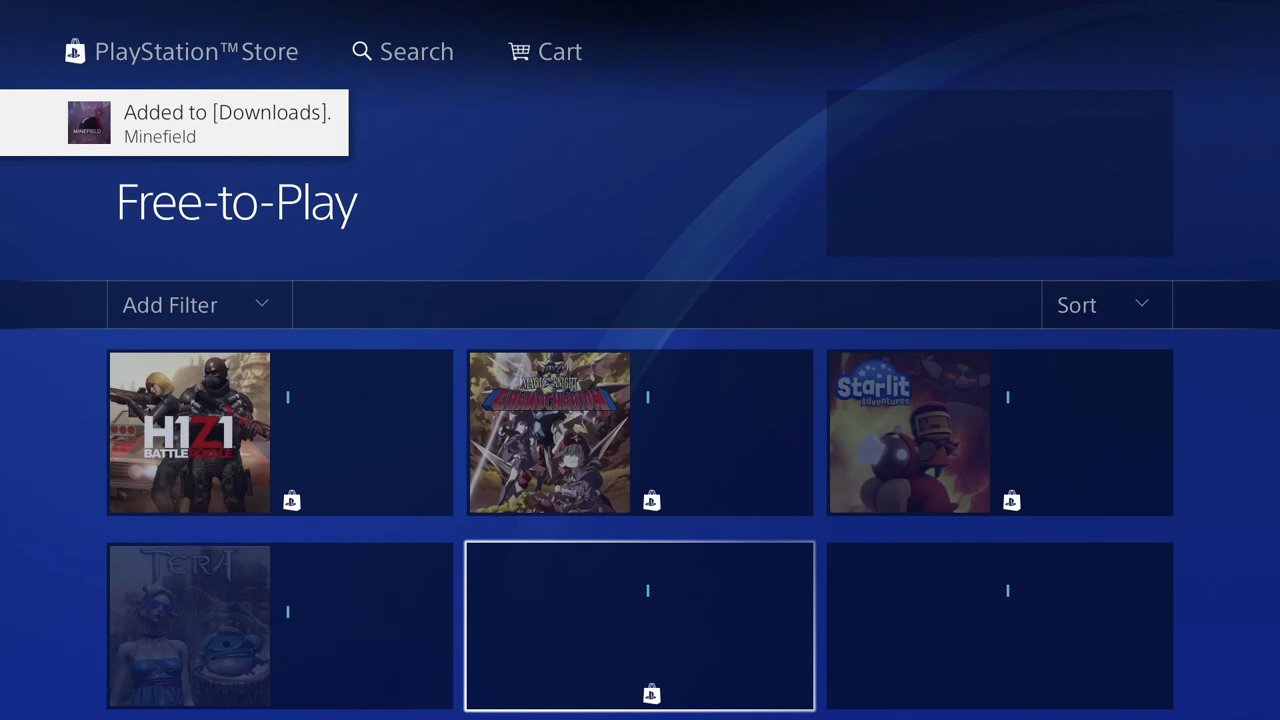 PlayStation™Store
Search
Cart
Added to [Downloads].
Minefield
MINEFIELD
Free-to-Play
Add Filter
Sort
H1Z1
BATTLE ROYALE
Starlit
Adventures
TERA